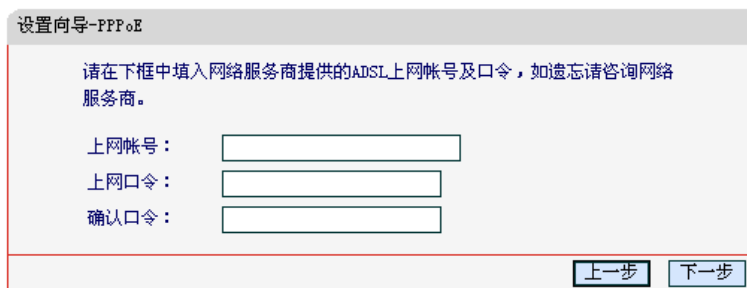 设置向导-PPPoE
请在下框中填入网络服务商提供的ADSL上网帐号及口令，如遗忘请咨询网络
服务商。
上网帐号：
上网口令：
确认口令：
上一步 下一步